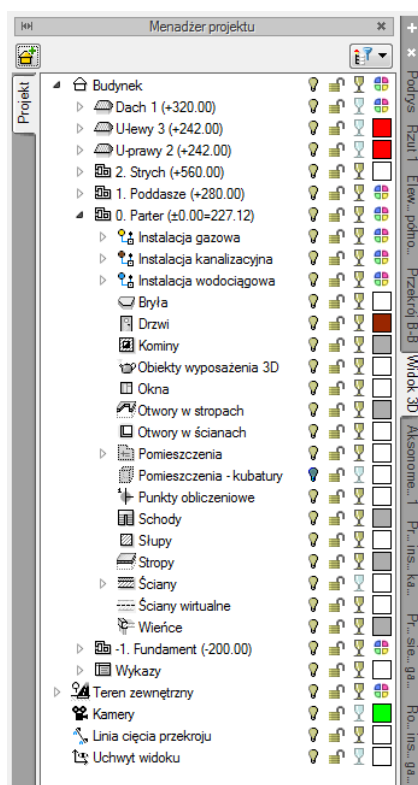 Menadżer projektu
Projekt
Budynek
Dach 1 (+320.00)
U-lewy 3 (+242.00)
U-prawy 2 (+242.00)
2. Strych (+560.00)
1. Poddasze (+280.00)
0. Parter (±0.00=227.12)
Instalacja gazowa
Instalacja kanalizacyjna
Instalacja wodociągowa
Bryła
Drzwi
Kominy
Obiekty wyposażenia 3D
Okna
Otwory w stropach
Otwory w ścianach
Pomieszczenia
Pomieszczenia - kubatury
Punkty obliczeniowe
Schody
Słupy
Stropy
Ściany
Ściany wirtualne
Wieńce
-1. Fundament (-200.00)
Wykazy
Teren zewnętrzny
Kamery
Linia cięcia przekroju
Uchwyt widoku
Podrys
Rzut 1
Elew... półno...
Przekrój B-B
Widok 3D
Aksonome... 1
Pr... ins... ka...
Pr... sie... ga...
Ro... ins... ga...